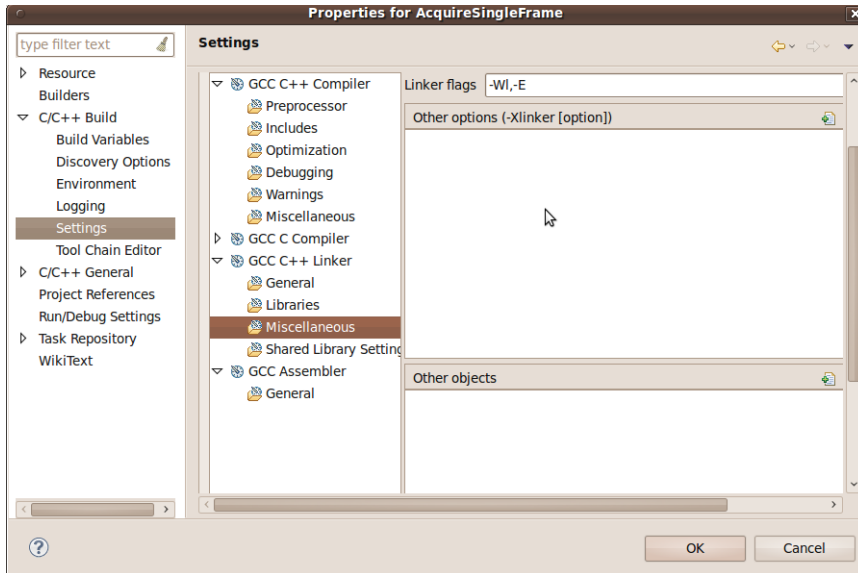 Properties for AcquireSingleFrame
type filter text
Resource
Builders
C/C++ Build
Build Variables
Discovery Options
Environment
Logging
Settings
Tool Chain Editor
C/C++ General
Project References
Run/Debug Settings
Task Repository
WikiText
Settings
GCC C++ Compiler
Preprocessor
Includes
Optimization
Debugging
Warnings
Miscellaneous
GCC C Compiler
GCC C++ Linker
General
Libraries
Miscellaneous
Shared Library Setting
GCC Assembler
General
Linker flags -Wl,-E
Other options (-Xlinker [option])
Other objects
OK
Cancel